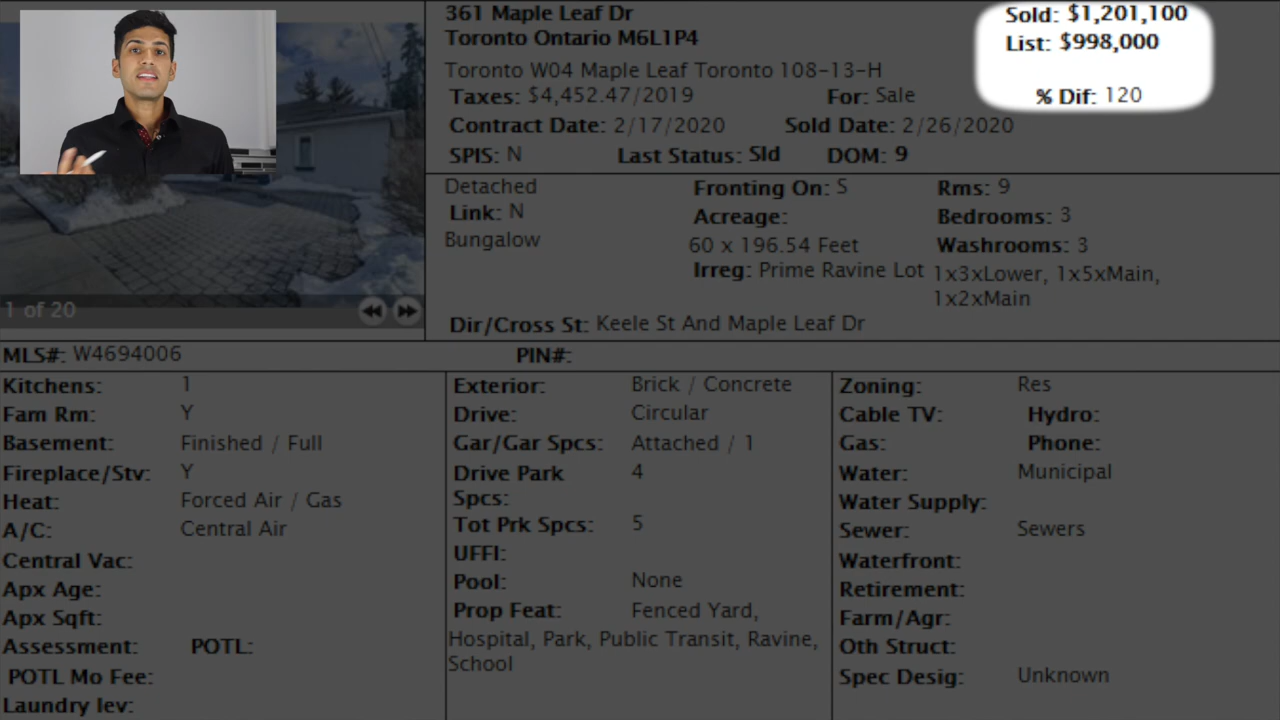 361 Maple Leaf Dr
Toronto Ontario M6L1P4
Sold: $1,201,100
List: $998,000
Toronto W04 Maple Leaf Toronto 108-13-H
Taxes: $4,452.47/2019 For: Sale % Dif: 120
Contract Date: 2/17/2020 Sold Date: 2/26/2020
SPIS: N Last Status: Sld DOM: 9
Detached Fronting On: S Rms: 9
Link: N Acreage: Bedrooms: 3
Bungalow 60 x 196.54 Feet Washrooms: 3
Irreg: Prime Ravine Lot 1x3xLower, 1x5xMain,
1x2xMain
Dir/Cross St: Keele St And Maple Leaf Dr
1 of 20
MLS#: W4694006 PIN#:
Kitchens: 1 Exterior: Brick / Concrete Zoning: Res
Fam Rm: Y Drive: Circular Cable TV: Hydro:
Basement: Finished / Full Gar/Gar Spcs: Attached / 1 Gas: Phone:
Fireplace/Stv: Y Drive Park 4 Water: Municipal
Heat: Forced Air / Gas Spcs: Water Supply:
A/C: Central Air Tot Prk Spcs: 5 Sewer: Sewers
Central Vac: UFFI: Waterfront:
Apx Age: Pool: None Retirement:
Apx Sqft: Prop Feat: Fenced Yard, Farm/Agr:
Assessment: POTL: Hospital, Park, Public Transit, Ravine, Oth Struct:
POTL Mo Fee: School Spec Desig: Unknown
Laundry lev: